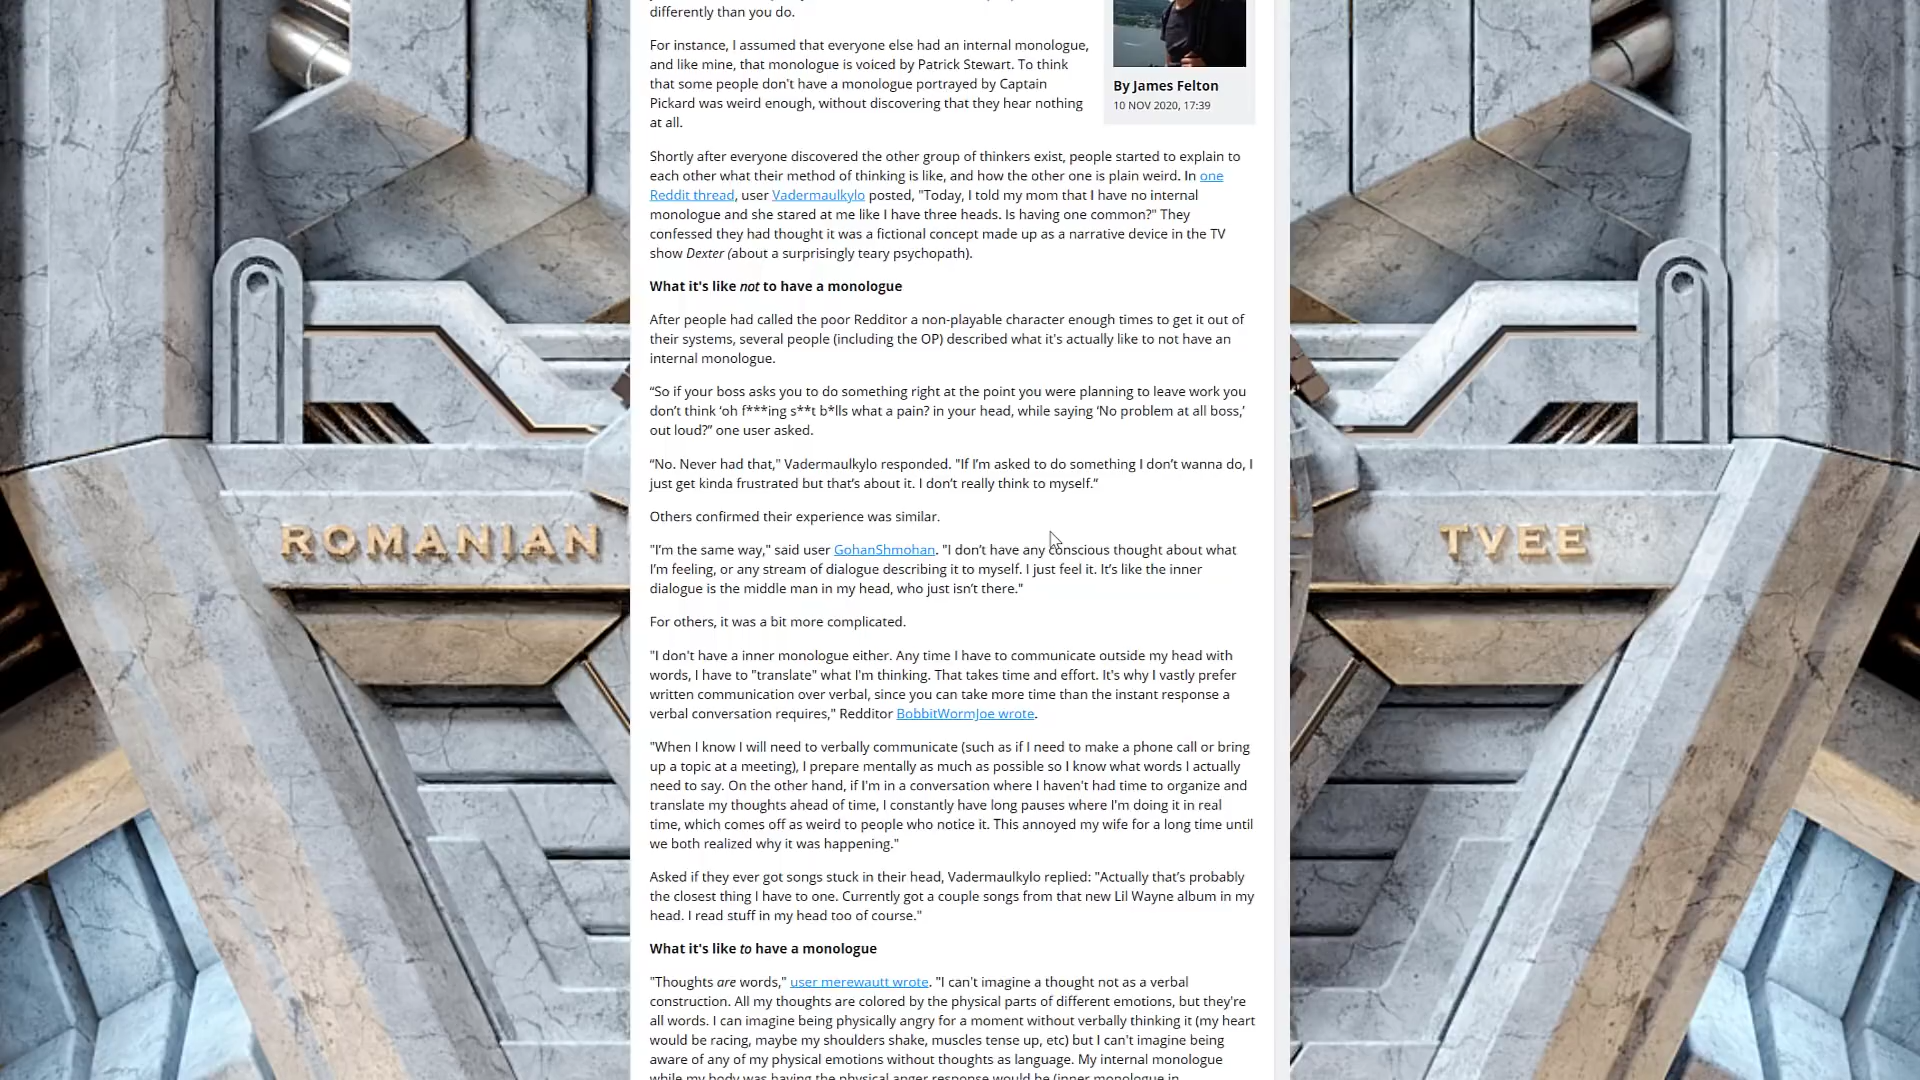 differently than you do.
For instance, I assumed that everyone else had an internal monologue,
and like mine, that monologue is voiced by Patrick Stewart. To think
that some people don't have a monologue portrayed by Captain
Pickard was weird enough, without discovering that they hear nothing
at all.
By James Felton
10 NOV 2020, 17:39
Shortly after everyone discovered the other group of thinkers exist, people started to explain to
each other what their method of thinking is like, and how the other one is plain weird. In one
Reddit thread, user Vadermaulkylo posted, "Today, I told my mom that I have no internal
monologue and she stared at me like I have three heads. Is having one common?" They
confessed they had thought it was a fictional concept made up as a narrative device in the TV
show Dexter (about a surprisingly teary psychopath).
What it's like not to have a monologue
After people had called the poor Redditor a non-playable character enough times to get it out of
their systems, several people (including the OP) described what it's actually like to not have an
internal monologue.
“So if your boss asks you to do something right at the point you were planning to leave work you
don’t think ‘oh f***ing s**t b*lls what a pain? in your head, while saying ‘No problem at all boss,’
out loud?” one user asked.
“No. Never had that," Vadermaulkylo responded. "If I’m asked to do something I don’t wanna do, I
just get kinda frustrated but that’s about it. I don’t really think to myself.“
Others confirmed their experience was similar.
"I’m the same way," said user GohanShmohan. "I don’t have any conscious thought about what
I’m feeling, or any stream of dialogue describing it to myself. I just feel it. It’s like the inner
dialogue is the middle man in my head, who just isn’t there."
For others, it was a bit more complicated.
"I don't have a inner monologue either. Any time I have to communicate outside my head with
words, I have to "translate" what I'm thinking. That takes time and effort. It's why I vastly prefer
written communication over verbal, since you can take more time than the instant response a
verbal conversation requires," Redditor BobbitWormJoe wrote.
"When I know I will need to verbally communicate (such as if I need to make a phone call or bring
up a topic at a meeting), I prepare mentally as much as possible so I know what words I actually
need to say. On the other hand, if I'm in a conversation where I haven't had time to organize and
translate my thoughts ahead of time, I constantly have long pauses where I'm doing it in real
time, which comes off as weird to people who notice it. This annoyed my wife for a long time until
we both realized why it was happening."
Asked if they ever got songs stuck in their head, Vadermaulkylo replied: "Actually that’s probably
the closest thing I have to one. Currently got a couple songs from that new Lil Wayne album in my
head. I read stuff in my head too of course."
What it's like to have a monologue
"Thoughts are words," user merewautt wrote. "I can't imagine a thought not as a verbal
construction. All my thoughts are colored by the physical parts of different emotions, but they're
all words. I can imagine being physically angry for a moment without verbally thinking it (my heart
would be racing, maybe my shoulders shake, muscles tense up, etc) but I can't imagine being
aware of any of my physical emotions without thoughts as language. My internal monologue
while my body was having the physical anger response would be (inner monologue in
ROMANIAN
TVEE